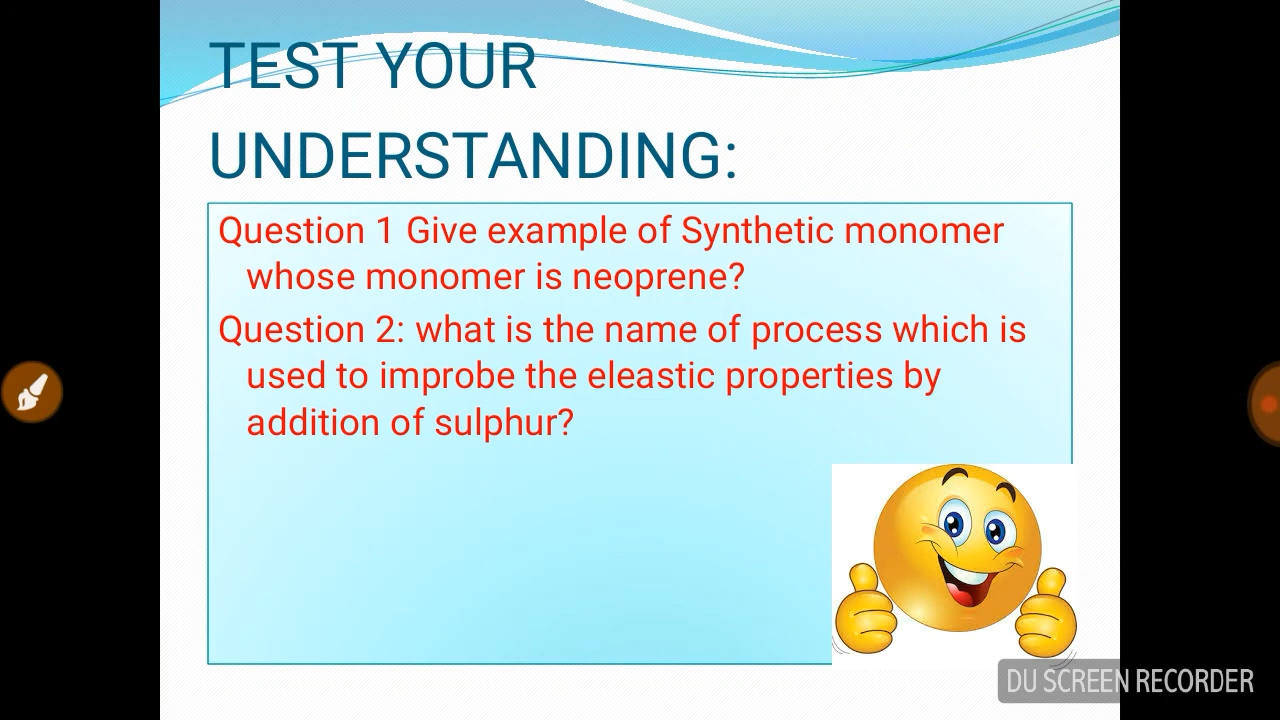 TEST YOUR
UNDERSTANDING:
Question 1 Give example of Synthetic monomer
whose monomer is neoprene?
Question 2: what is the name of process which is
used to improbe the eleastic properties by
addition of sulphur?
DU SCREEN RECORDER